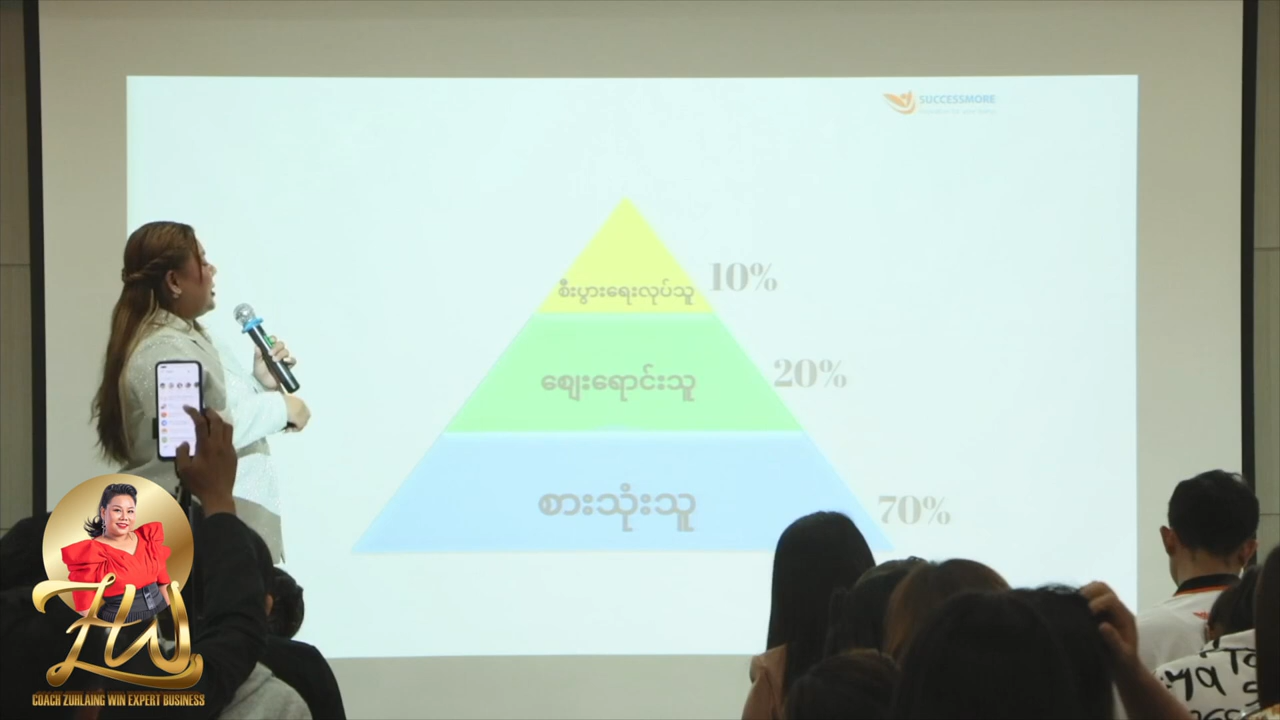 SUCCESSMORE
စီးပွားရေးလုပ်သူ 10%
ဈေးရောင်းသူ 20%
စားသုံးသူ 70%
ZW
COACH ZUHLAING WIN EXPERT BUSINESS